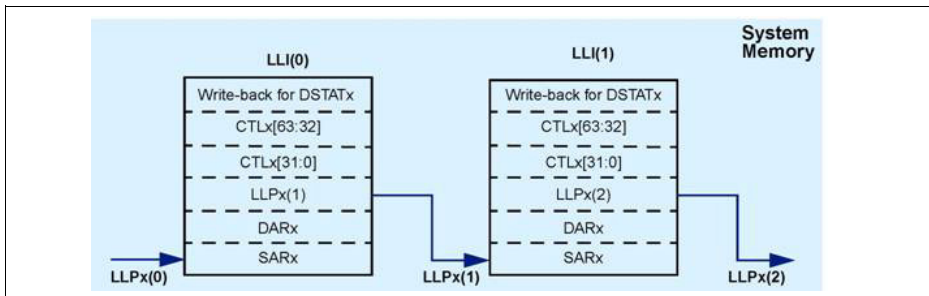 System
Memory
LLI(0)
LLI(1)
Write-back for DSTATx
CTLx[63:32]
CTLx[31:0]
LLPx(1)
DARx
SARx
Write-back for DSTATx
CTLx[63:32]
CTLx[31:0]
LLPx(2)
DARx
SARx
LLPx(0)
LLPx(1)
LLPx(2)